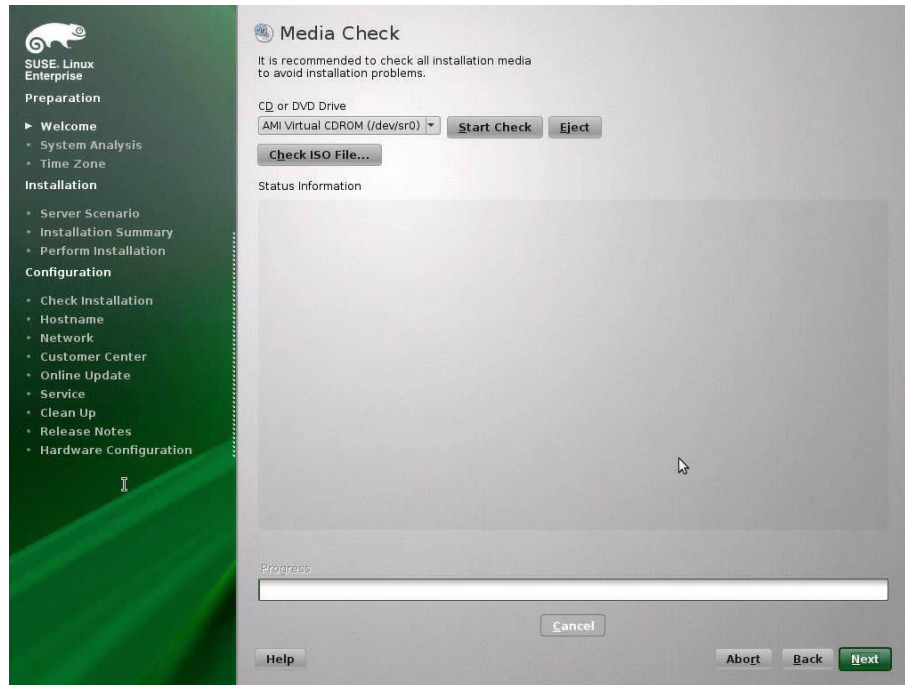 SUSE. Linux
Enterprise
Preparation
Welcome
System Analysis
Time Zone
Installation
Server Scenario
Installation Summary
Perform Installation
Configuration
Check Installation
Hostname
Network
Customer Center
Online Update
Service
Clean Up
Release Notes
Hardware Configuration
Media Check
It is recommended to check all installation media
to avoid installation problems.
CD or DVD Drive
AMI Virtual CDROM (/dev/sr0) Start Check Eject
Check ISO File...
Status Information
Progress
Cancel
Help Abort Back Next